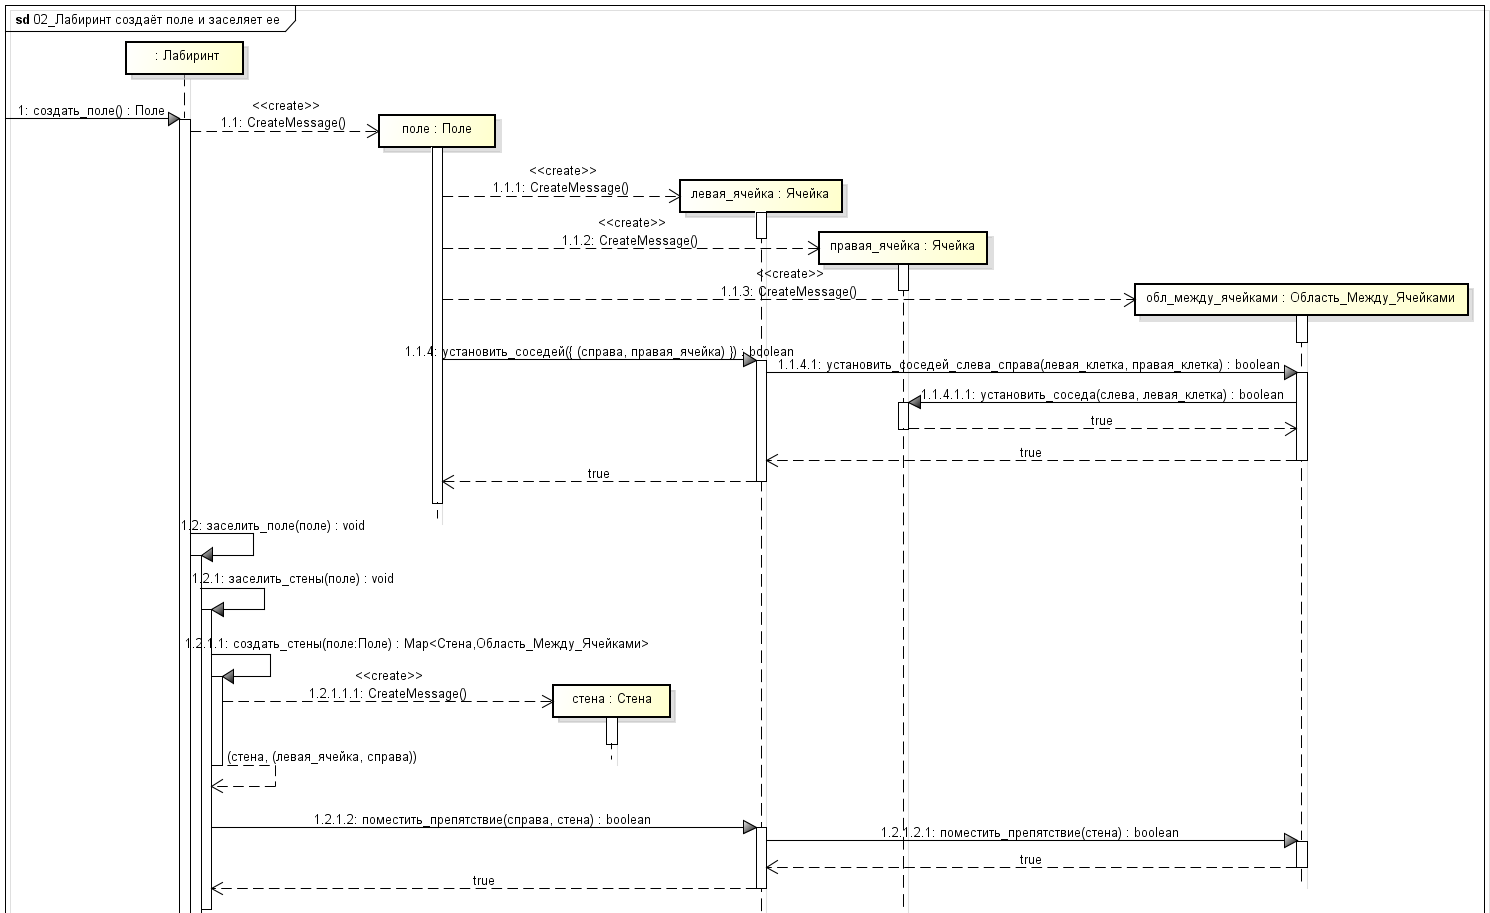 sd 02_Лабиринт создаёт поле и заселяет ее
: Лабиринт
1: создать_поле() : Поле
<<create>>
1.1: CreateMessage()
поле : Поле
<<create>>
1.1.1: CreateMessage()
левая_ячейка : Ячейка
<<create>>
1.1.2: CreateMessage()
правая_ячейка : Ячейка
<<create>>
1.1.3: CreateMessage()
обл_между_ячейками : Область_Между_Ячейками
1.1.4: установить_соседей({ (справа, правая_ячейка) }) : boolean
1.1.4.1: установить_соседей_слева_справа(левая_клетка, правая_клетка) : boolean
1.1.4.1.1: установить_соседа(слева, левая_клетка) : boolean
true
true
true
1.2: заселить_поле(поле) : void
1.2.1: заселить_стены(поле) : void
1.2.1.1: создать_стены(поле:Поле) : Map<Стена,Область_Между_Ячейками>
<<create>>
1.2.1.1.1: CreateMessage()
стена : Стена
(стена, (левая_ячейка, справа))
1.2.1.2: поместить_препятствие(справа, стена) : boolean
1.2.1.2.1: поместить_препятствие(стена) : boolean
true
true